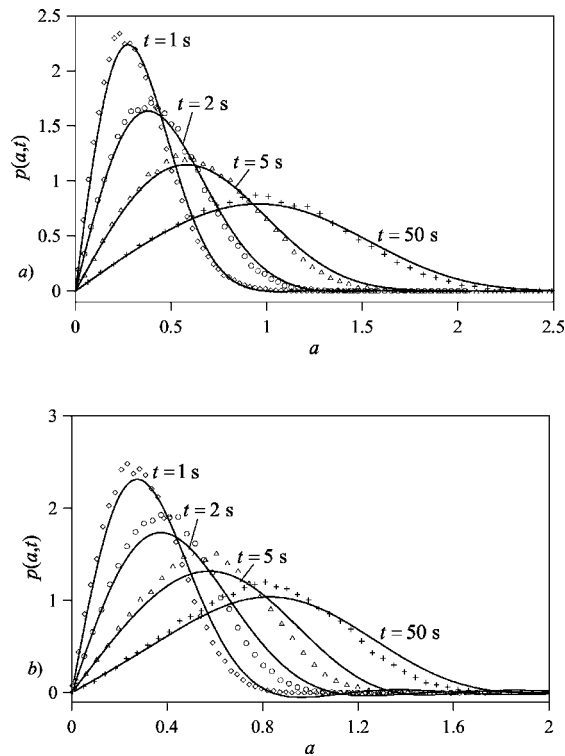 2.5
2
1.5
1
0.5
0
p(a,t)
a)
t = 1 s
t = 2 s
t = 5 s
t = 50 s
0 0.5 1 1.5 2 2.5
a
3
2
1
0
p(a,t)
b)
t = 1 s
t = 2 s
t = 5 s
t = 50 s
0 0.4 0.8 1.2 1.6 2
a